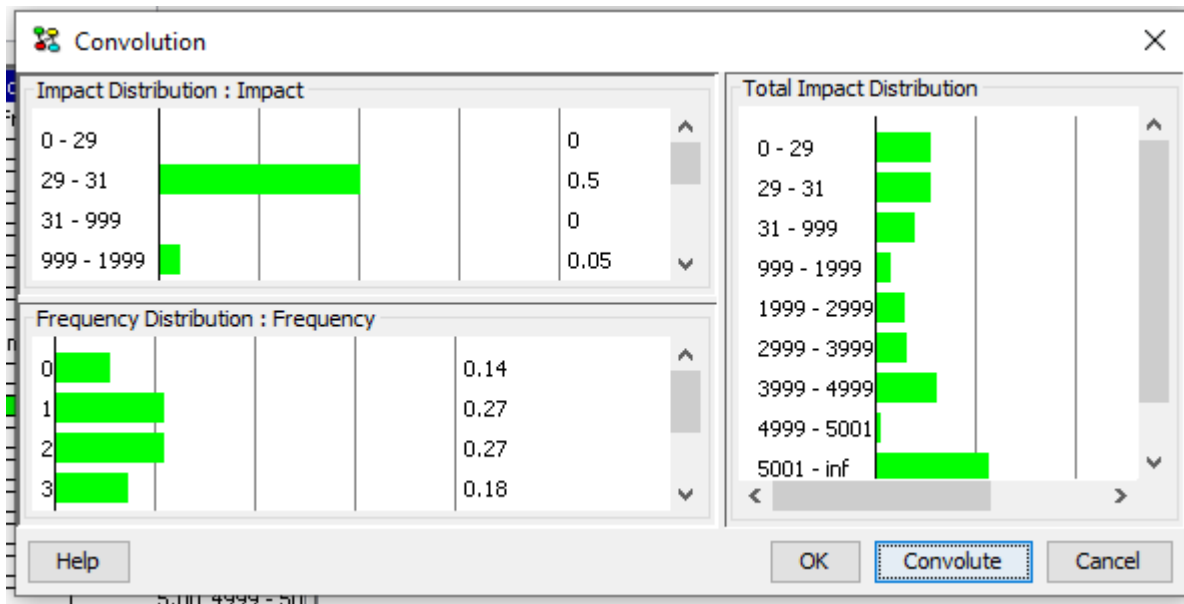 Convolution
Impact Distribution : Impact
0 - 29 0
29 - 31 0.5
31 - 999 0
999 - 1999 0.05
Frequency Distribution : Frequency
0 0.14
1 0.27
2 0.27
3 0.18
Total Impact Distribution
0 - 29
29 - 31
31 - 999
999 - 1999
1999 - 2999
2999 - 3999
3999 - 4999
4999 - 5001
5001 - inf
Help OK Convolute Cancel